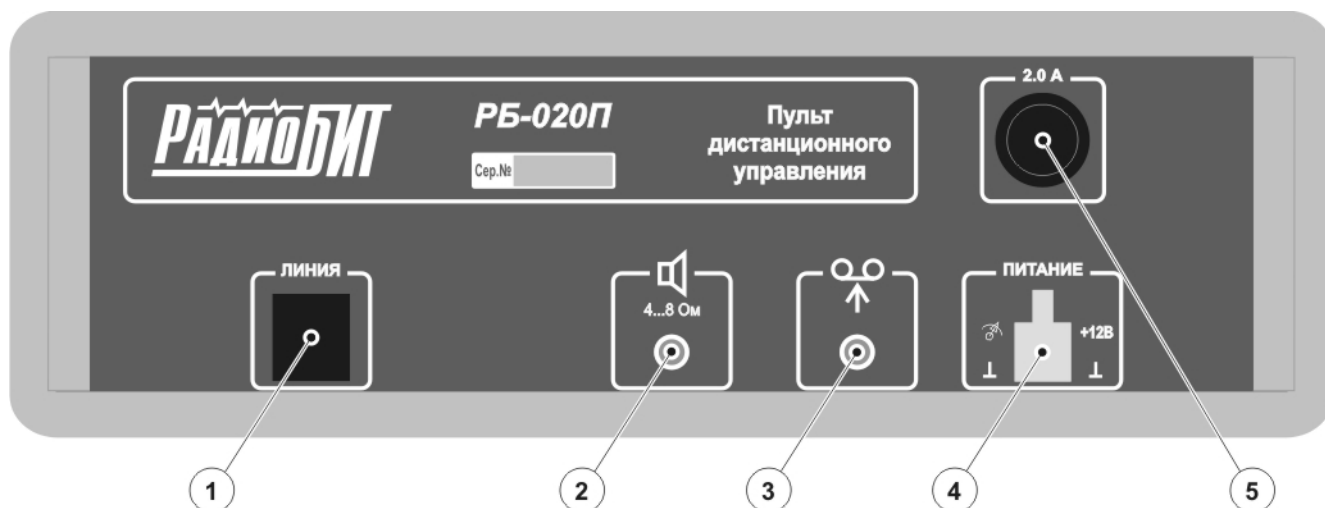 РАДИОБИТ
РБ-020П
Сер.№
Пульт
дистанционного
управления
2.0 А
ЛИНИЯ
4...8 Ом
ПИТАНИЕ
+12В
1
2
3
4
5